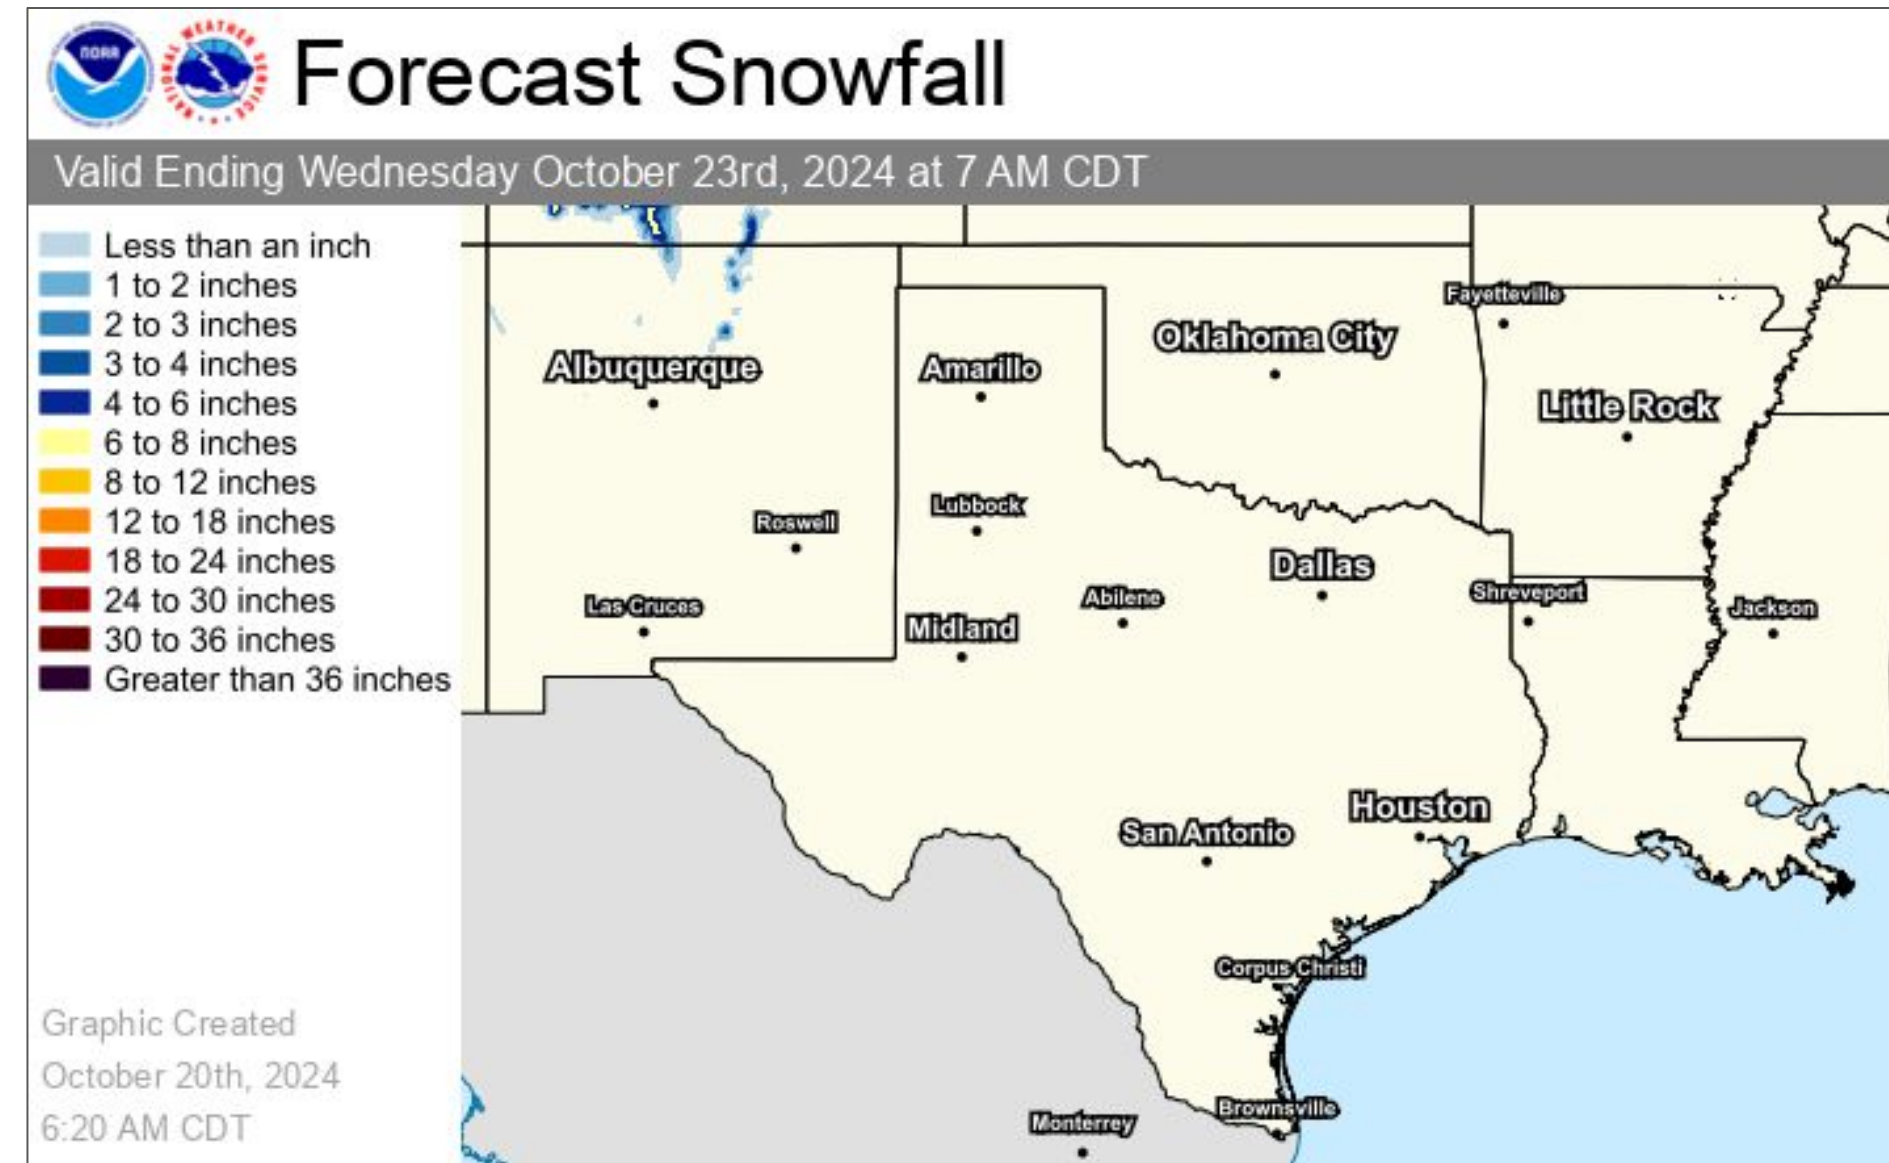 noaa
NATIONAL WEATHER SERVICE
Forecast Snowfall
Valid Ending Wednesday October 23rd, 2024 at 7 AM CDT
Less than an inch
1 to 2 inches
2 to 3 inches
3 to 4 inches
4 to 6 inches
6 to 8 inches
8 to 12 inches
12 to 18 inches
18 to 24 inches
24 to 30 inches
30 to 36 inches
Greater than 36 inches
Graphic Created
October 20th, 2024
6:20 AM CDT
Fayetteville
Oklahoma City
Albuquerque
Amarillo
Little Rock
Lubbock
Roswell
Dallas
Shreveport
Abilene
Las Cruces
Jackson
Midland
Houston
San Antonio
Corpus Christi
Brownsville
Monterrey